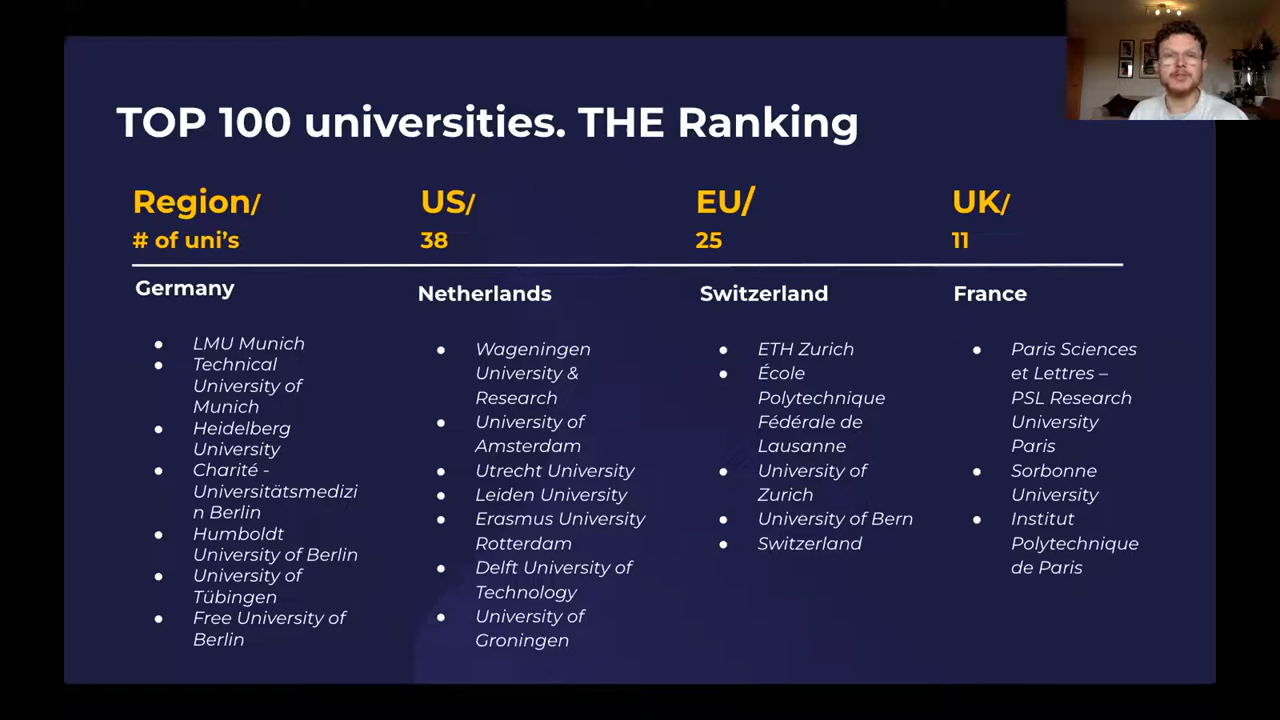 TOP 100 universities. THE Ranking
Region/
# of uni's
US/
38
EU/
25
UK/
11
Germany
● LMU Munich
● Technical
University of
Munich
● Heidelberg
University
● Charité -
Universitätsmedizi
n Berlin
● Humboldt
University of Berlin
● University of
Tübingen
● Free University of
Berlin
Netherlands
● Wageningen
University &
Research
● University of
Amsterdam
● Utrecht University
● Leiden University
● Erasmus University
Rotterdam
● Delft University of
Technology
● University of
Groningen
Switzerland
● ETH Zurich
● École
Polytechnique
Fédérale de
Lausanne
● University of
Zurich
● University of Bern
● Switzerland
France
● Paris Sciences
et Lettres –
PSL Research
University
Paris
● Sorbonne
University
● Institut
Polytechnique
de Paris